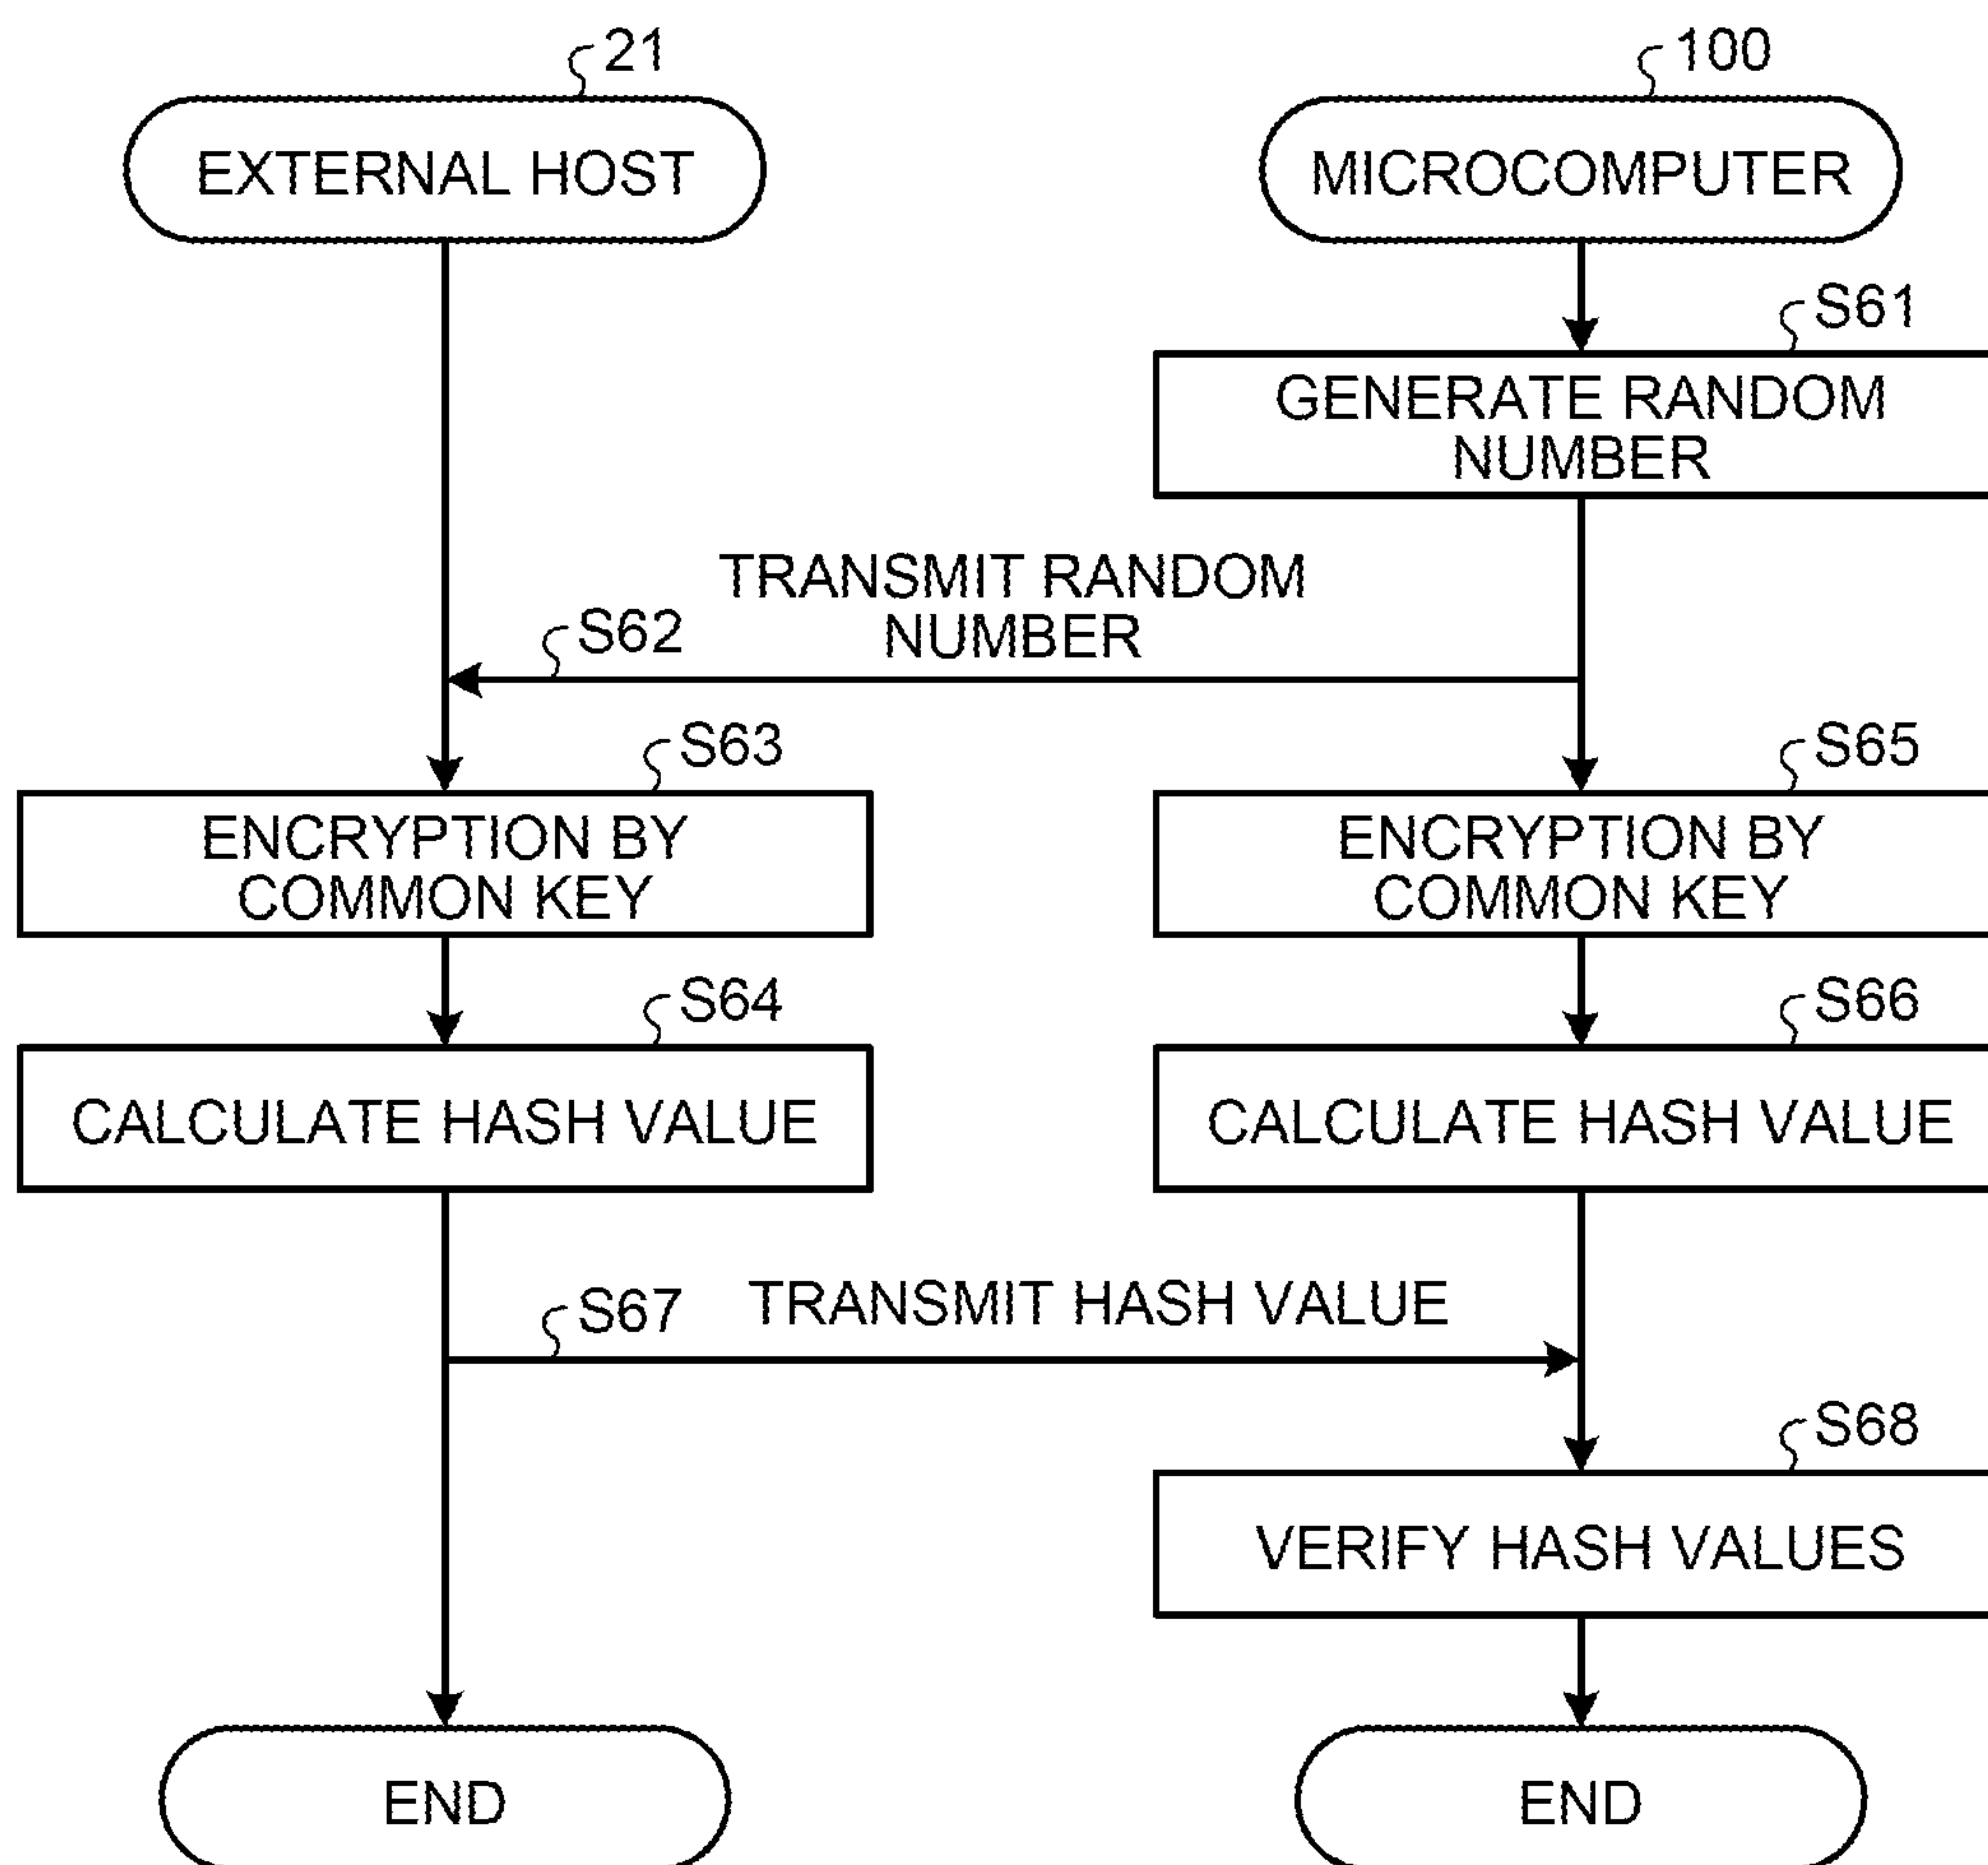 21
100
EXTERNAL HOST
MICROCOMPUTER
S61
GENERATE RANDOM
NUMBER
TRANSMIT RANDOM
NUMBER
S62
S63
S65
ENCRYPTION BY
COMMON KEY
ENCRYPTION BY
COMMON KEY
S64
S66
CALCULATE HASH VALUE
CALCULATE HASH VALUE
S67
TRANSMIT HASH VALUE
S68
VERIFY HASH VALUES
END
END